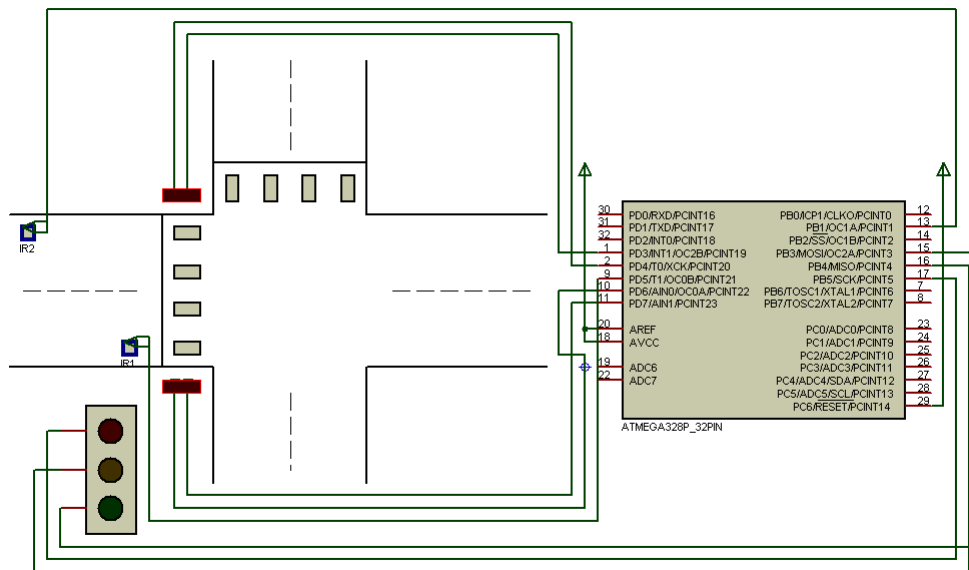 IR2
IR1
30 PD0/RXD/PCINT16
31 PD1/TXD/PCINT17
32 PD2/INT0/PCINT18
1 PD3/INT1/OC2B/PCINT19
2 PD4/T0/XCK/PCINT20
9 PD5/T1/OC0B/PCINT21
10 PD6/AIN0/OC0A/PCINT22
11 PD7/AIN1/PCINT23
20 AREF
18 AVCC
19 ADC6
22 ADC7
PB0/ICP1/CLKO/PCINT0 12
PB1/OC1A/PCINT1 13
PB2/SS/OC1B/PCINT2 14
PB3/MOSI/OC2A/PCINT3 15
PB4/MISO/PCINT4 16
PB5/SCK/PCINT5 17
PB6/TOSC1/XTAL1/PCINT6 7
PB7/TOSC2/XTAL2/PCINT7 8
PC0/ADC0/PCINT8 23
PC1/ADC1/PCINT9 24
PC2/ADC2/PCINT10 25
PC3/ADC3/PCINT11 26
PC4/ADC4/SDA/PCINT12 27
PC5/ADC5/SCL/PCINT13 28
PC6/RESET/PCINT14 29
ATMEGA328P_32PIN